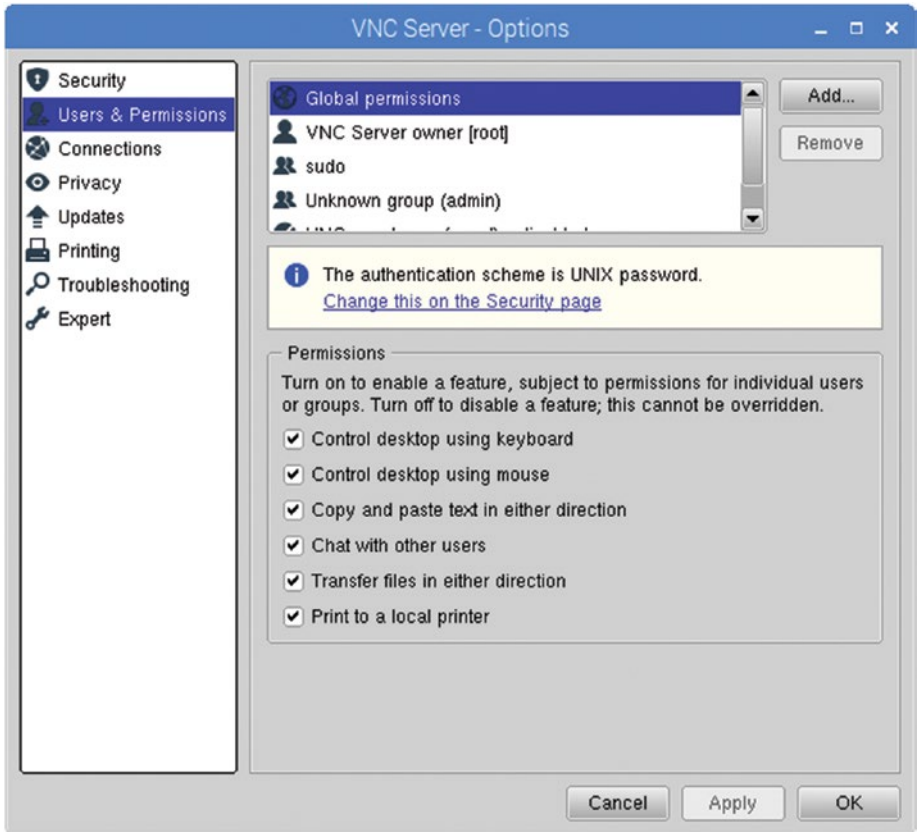 VNC Server - Options
Security
Users & Permissions
Connections
Privacy
Updates
Printing
Troubleshooting
Expert
Global permissions
VNC Server owner [root]
sudo
Unknown group (admin)
Add...
Remove
The authentication scheme is UNIX password.
Change this on the Security page
Permissions
Turn on to enable a feature, subject to permissions for individual users
or groups. Turn off to disable a feature; this cannot be overridden.
Control desktop using keyboard
Control desktop using mouse
Copy and paste text in either direction
Chat with other users
Transfer files in either direction
Print to a local printer
Cancel
Apply
OK